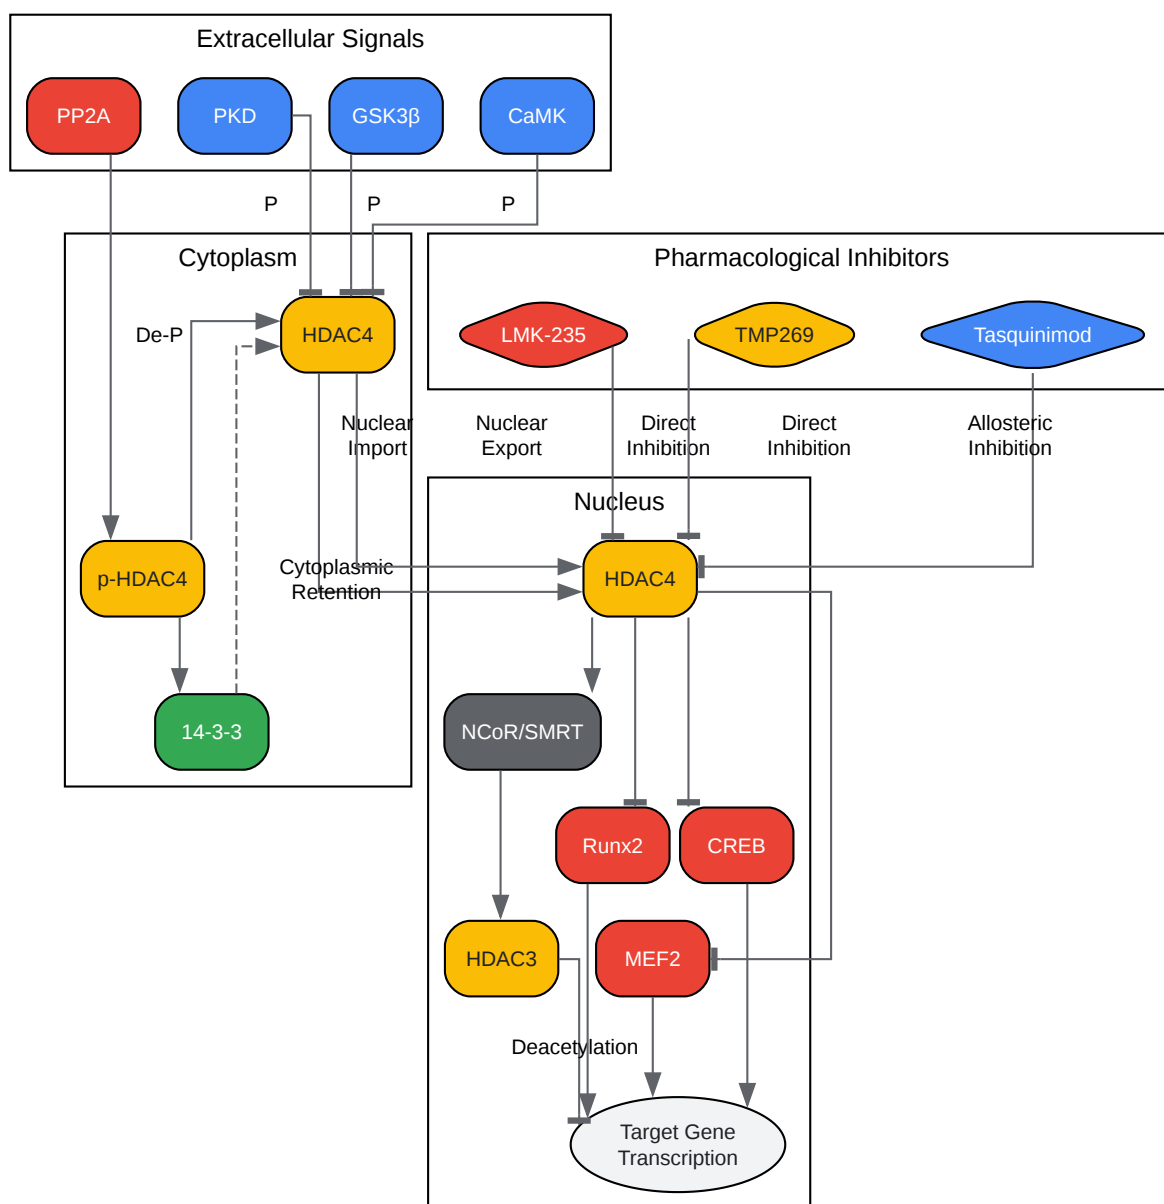 Extracellular Signals
PP2A
PKD
GSK3β
CaMK
P
P
P
Cytoplasm
Pharmacological Inhibitors
De-P
HDAC4
LMK-235
TMP269
Tasquinimod
Nuclear
Import
Nuclear
Export
Direct
Inhibition
Direct
Inhibition
Allosteric
Inhibition
Nucleus
p-HDAC4
Cytoplasmic
Retention
HDAC4
14-3-3
NCoR/SMRT
Runx2
CREB
HDAC3
MEF2
Deacetylation
Target Gene
Transcription